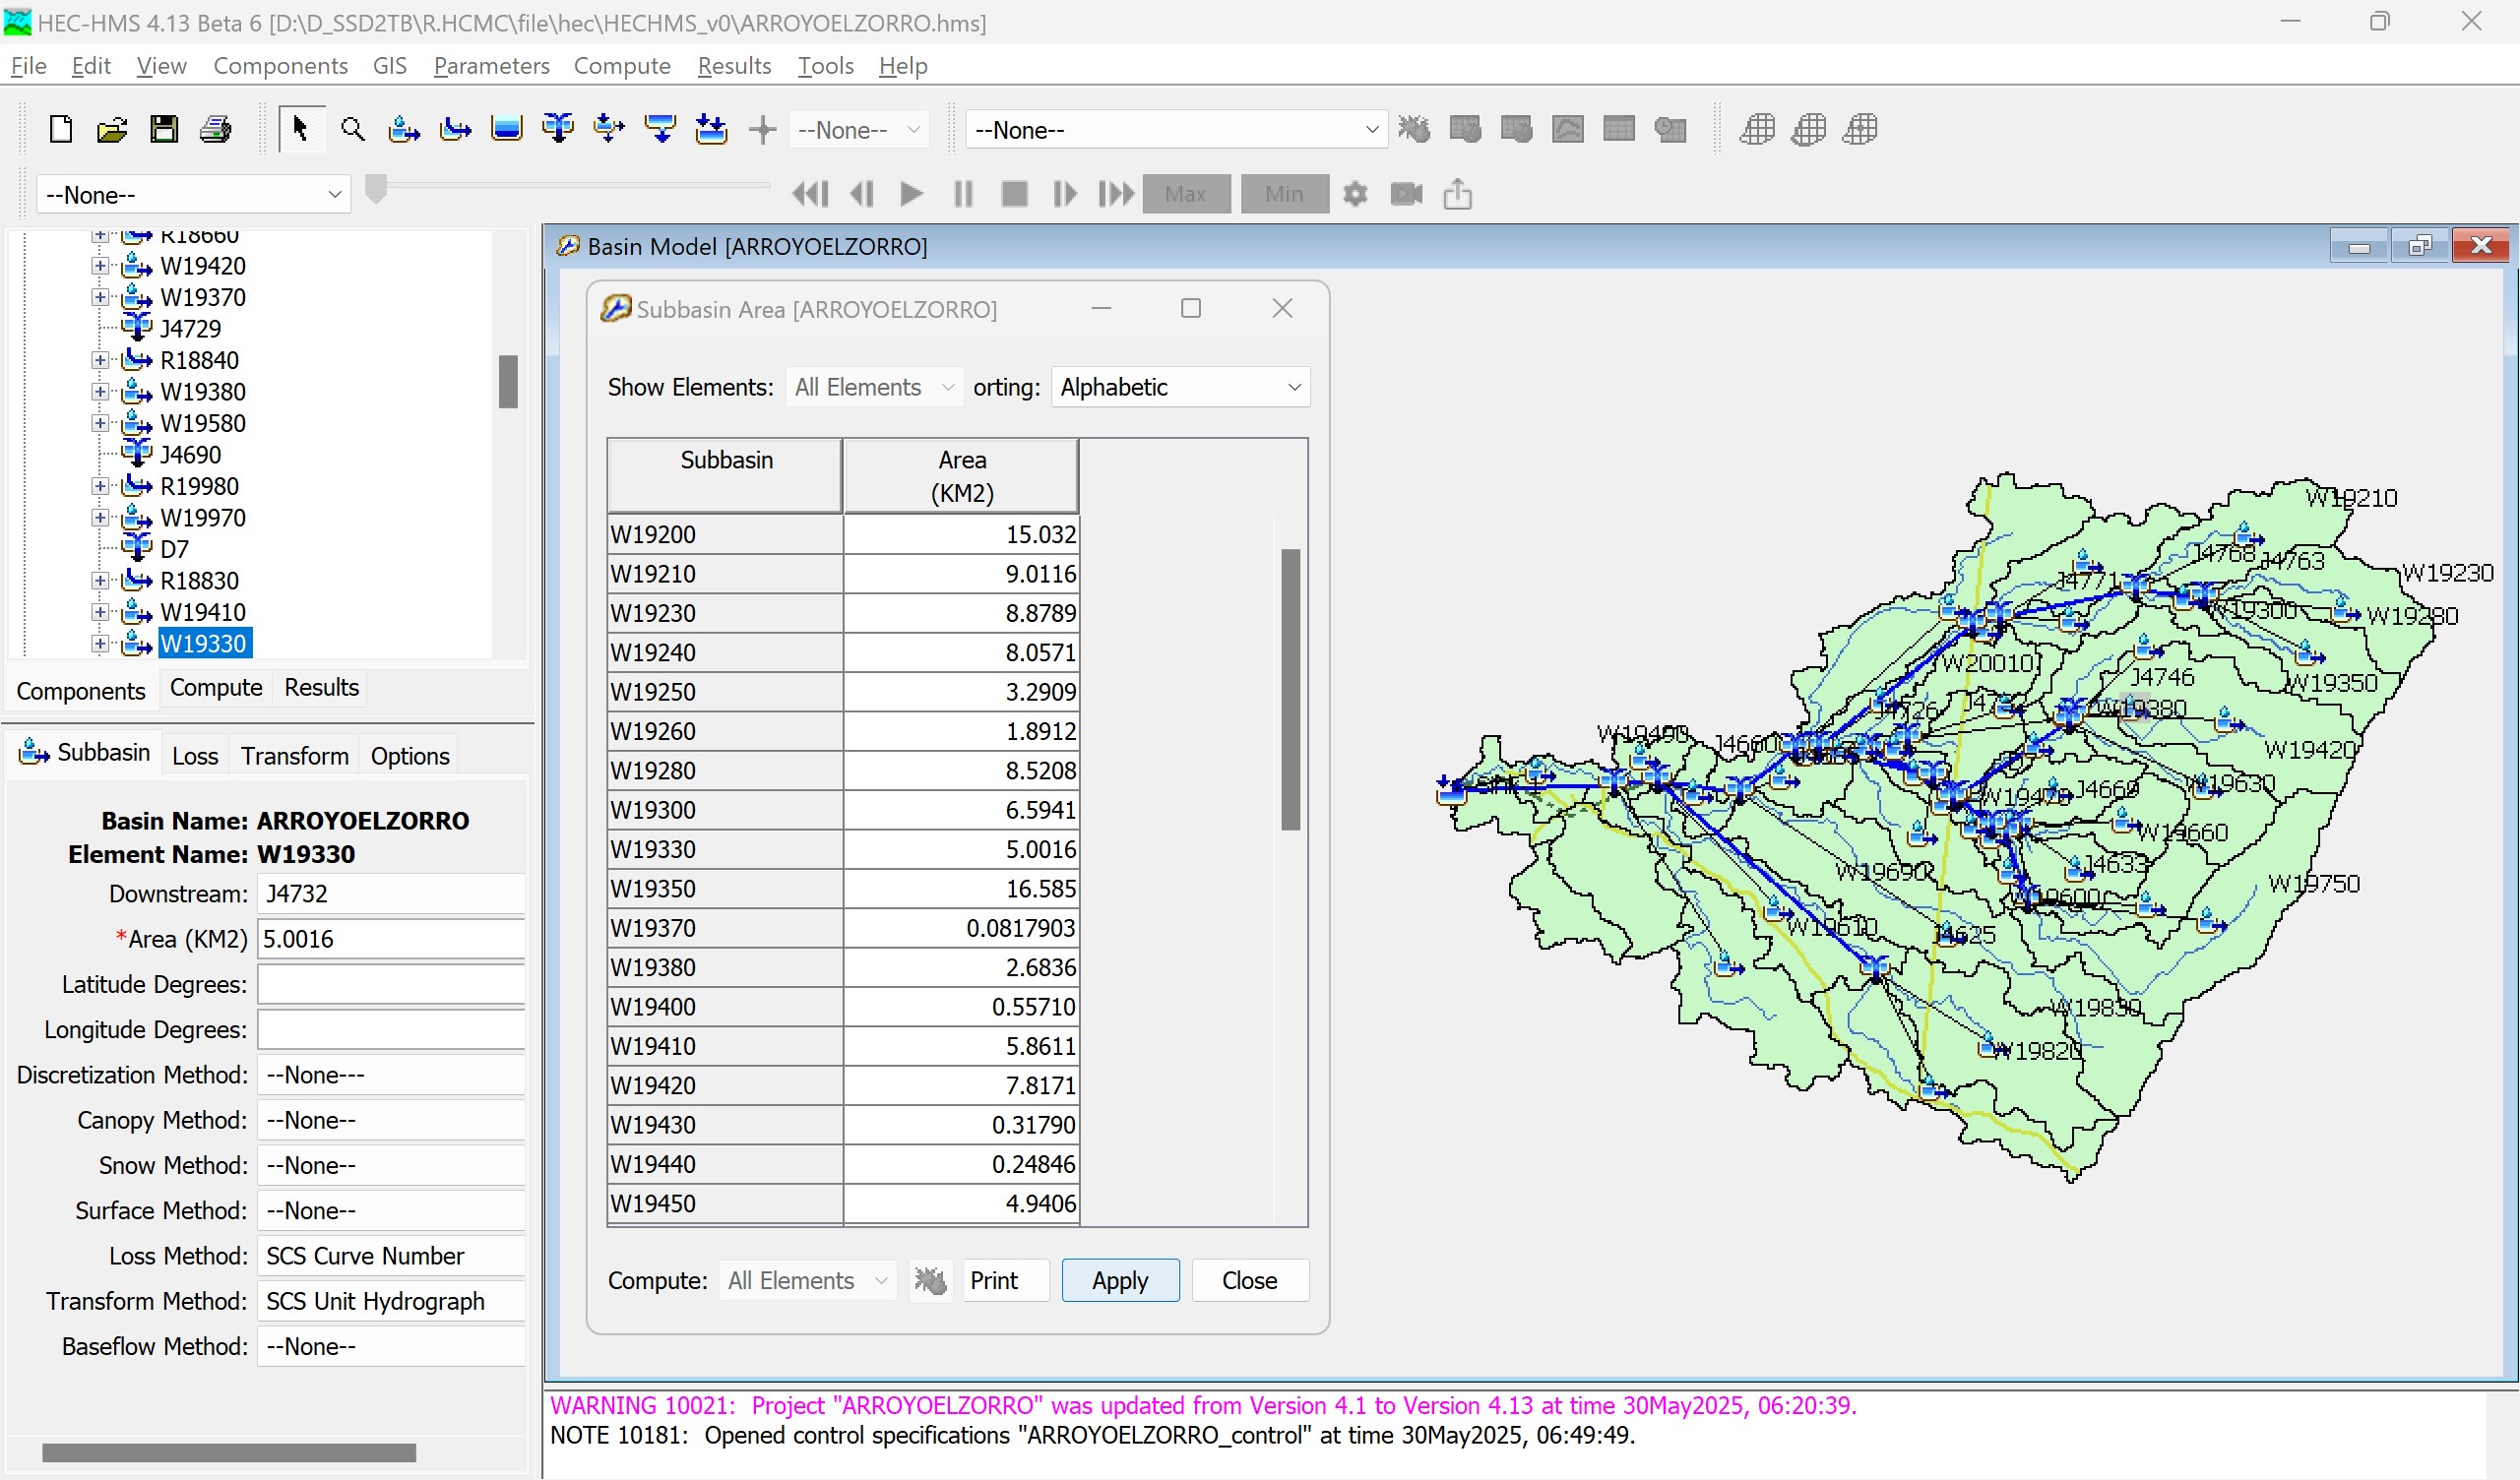 HEC-HMS 4.13 Beta 6 [D:\D_SSD2TB\R.HCMC\file\hec\HECHMS_v0\ARROYOELZORRO.hms]
File Edit View Components GIS Parameters Compute Results Tools Help
--None-- --None--
--None-- Max Min
R18660
W19420
W19370
J4729
R18840
W19380
W19580
J4690
R19980
W19970
D7
R18830
W19410
W19330
Components Compute Results
Subbasin Loss Transform Options
Basin Name: ARROYOELZORRO
Element Name: W19330
Downstream: J4732
*Area (KM2) 5.0016
Latitude Degrees:
Longitude Degrees:
Discretization Method: --None---
Canopy Method: --None--
Snow Method: --None--
Surface Method: --None--
Loss Method: SCS Curve Number
Transform Method: SCS Unit Hydrograph
Baseflow Method: --None--
Basin Model [ARROYOELZORRO]
Subbasin Area [ARROYOELZORRO]
Show Elements: All Elements orting: Alphabetic
Subbasin Area
(KM2)
W19200 15.032
W19210 9.0116
W19230 8.8789
W19240 8.0571
W19250 3.2909
W19260 1.8912
W19280 8.5208
W19300 6.5941
W19330 5.0016
W19350 16.585
W19370 0.0817903
W19380 2.6836
W19400 0.55710
W19410 5.8611
W19420 7.8171
W19430 0.31790
W19440 0.24846
W19450 4.9406
Compute: All Elements Print Apply Close
W19210
J4768
J4763
W19230
J4771
W19300
W19280
W20010
J4746
W19350
J4726
W19380
W19490
J4660
W19420
W19470
J4669
W19630
W19660
J4633
W19690
W19750
W19600
W19610
J4625
W19830
W19820
WARNING 10021: Project "ARROYOELZORRO" was updated from Version 4.1 to Version 4.13 at time 30May2025, 06:20:39.
NOTE 10181: Opened control specifications "ARROYOELZORRO_control" at time 30May2025, 06:49:49.